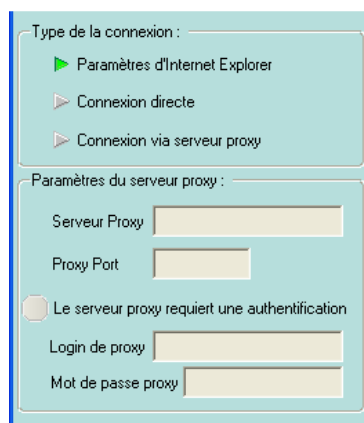 Type de la connexion :
Paramètres d'Internet Explorer
Connexion directe
Connexion via serveur proxy
Paramètres du serveur proxy :
Serveur Proxy
Proxy Port
Le serveur proxy requiert une authentification
Login de proxy
Mot de passe proxy